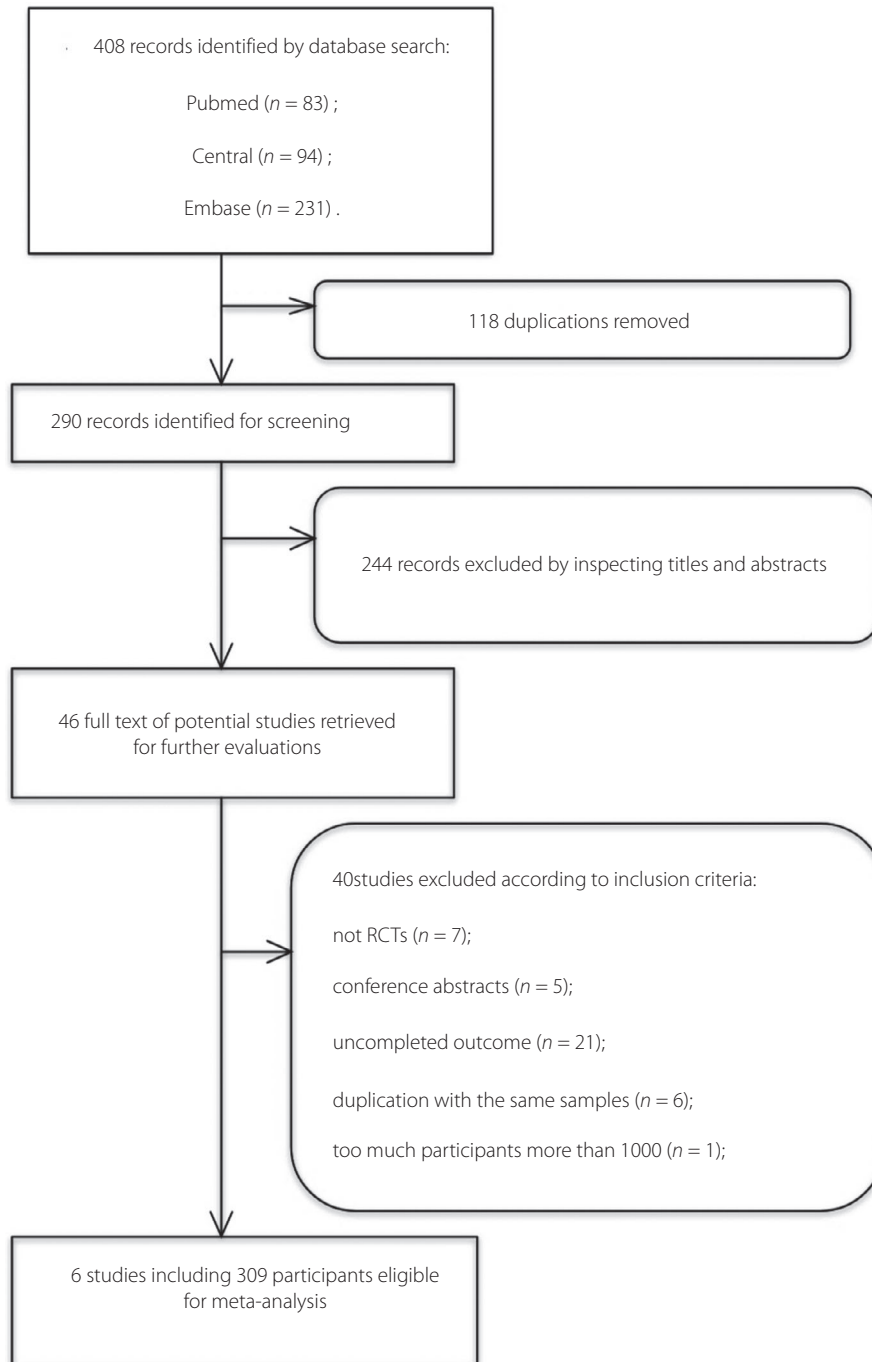 408 records identified by database search:
Pubmed (n = 83) ;
Central (n = 94) ;
Embase (n = 231) .
118 duplications removed
290 records identified for screening
244 records excluded by inspecting titles and abstracts
46 full text of potential studies retrieved
for further evaluations
40studies excluded according to inclusion criteria:
not RCTs (n = 7);
conference abstracts (n = 5);
uncompleted outcome (n = 21);
duplication with the same samples (n = 6);
too much participants more than 1000 (n = 1);
6 studies including 309 participants eligible
for meta-analysis